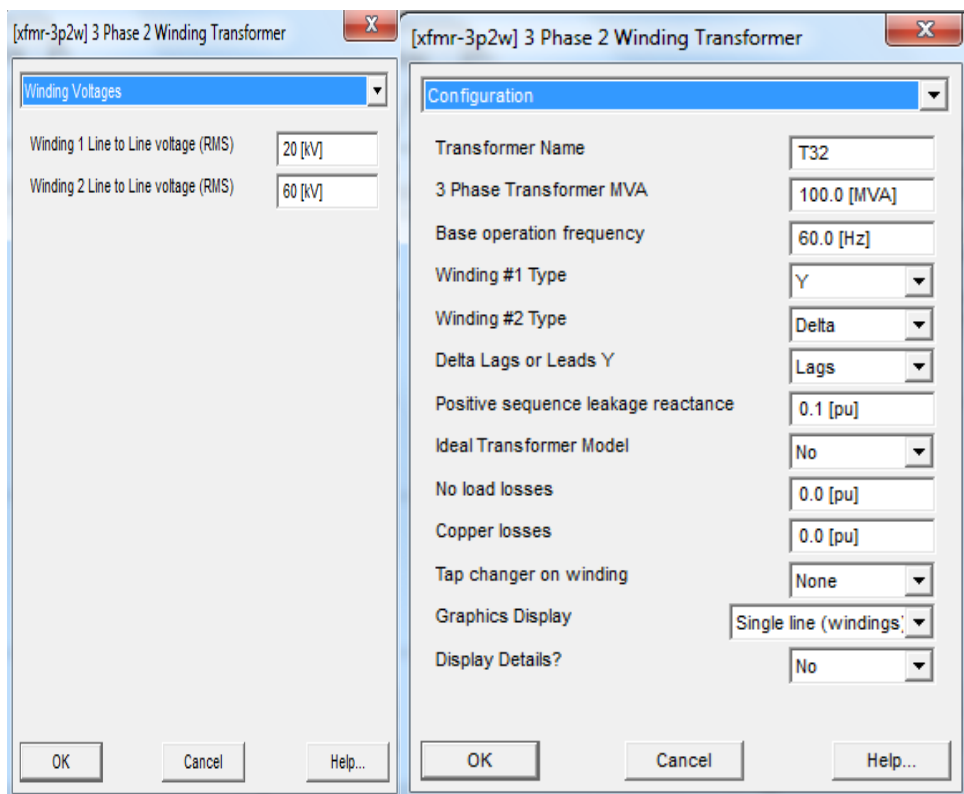 [xfmr-3p2w] 3 Phase 2 Winding Transformer
X
Winding Voltages
Winding 1 Line to Line voltage (RMS) 20 [kV]
Winding 2 Line to Line voltage (RMS) 60 [kV]
OK Cancel Help...
[xfmr-3p2w] 3 Phase 2 Winding Transformer
X
Configuration
Transformer Name T32
3 Phase Transformer MVA 100.0 [MVA]
Base operation frequency 60.0 [Hz]
Winding #1 Type Y
Winding #2 Type Delta
Delta Lags or Leads Y Lags
Positive sequence leakage reactance 0.1 [pu]
Ideal Transformer Model No
No load losses 0.0 [pu]
Copper losses 0.0 [pu]
Tap changer on winding None
Graphics Display Single line (windings)
Display Details? No
OK Cancel Help...